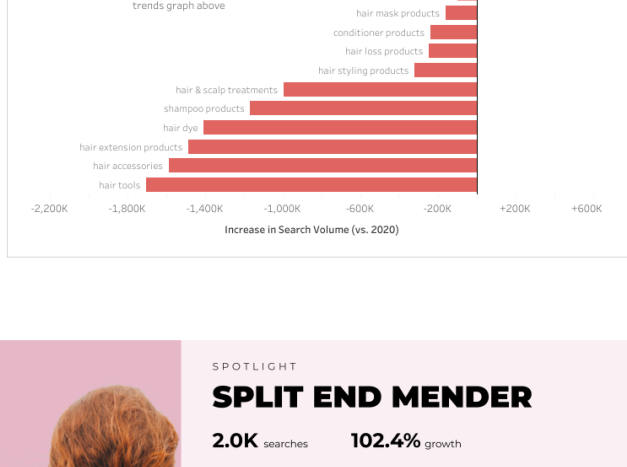 trends graph above
hair mask products
conditioner products
hair loss products
hair styling products
hair & scalp treatments
shampoo products
hair dye
hair extension products
hair accessories
hair tools
-2,200K -1,800K -1,400K -1,000K -600K -200K +200K +600K
Increase in Search Volume (vs. 2020)
SPOTLIGHT
SPLIT END MENDER
2.0K searches 102.4% growth